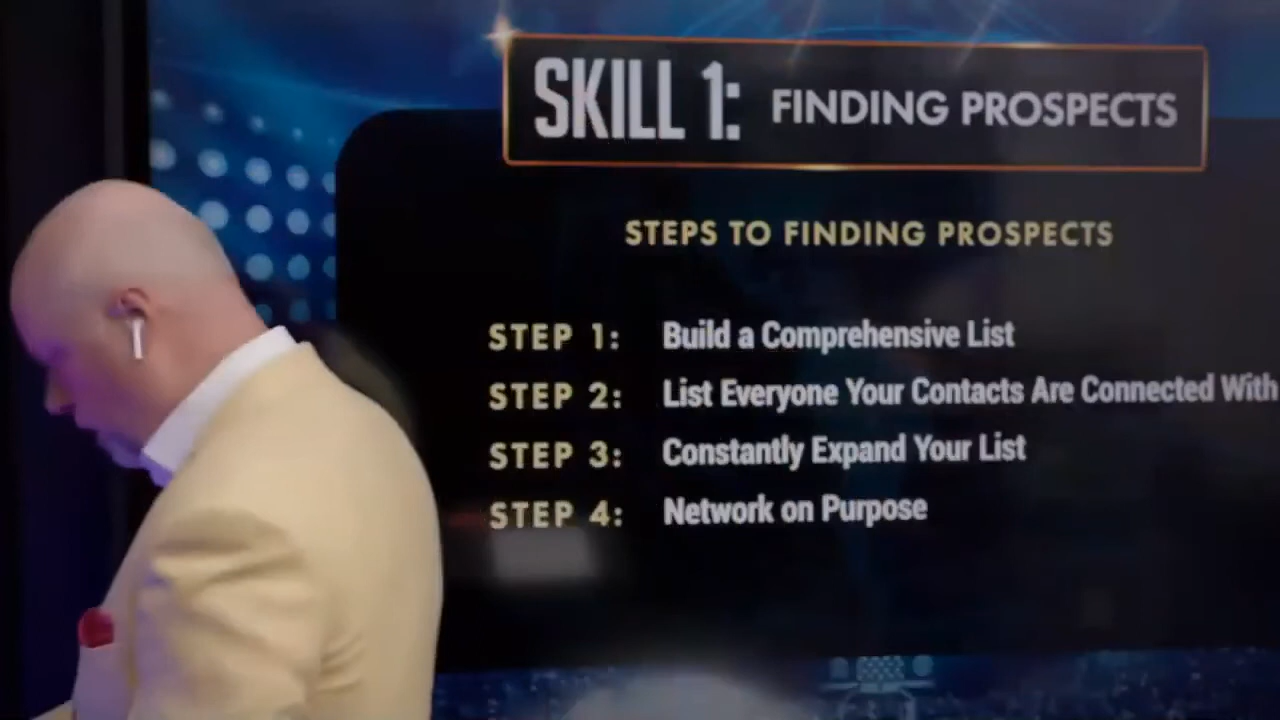 SKILL 1: FINDING PROSPECTS
STEPS TO FINDING PROSPECTS
STEP 1: Build a Comprehensive List
STEP 2: List Everyone Your Contacts Are Connected With
STEP 3: Constantly Expand Your List
STEP 4: Network on Purpose